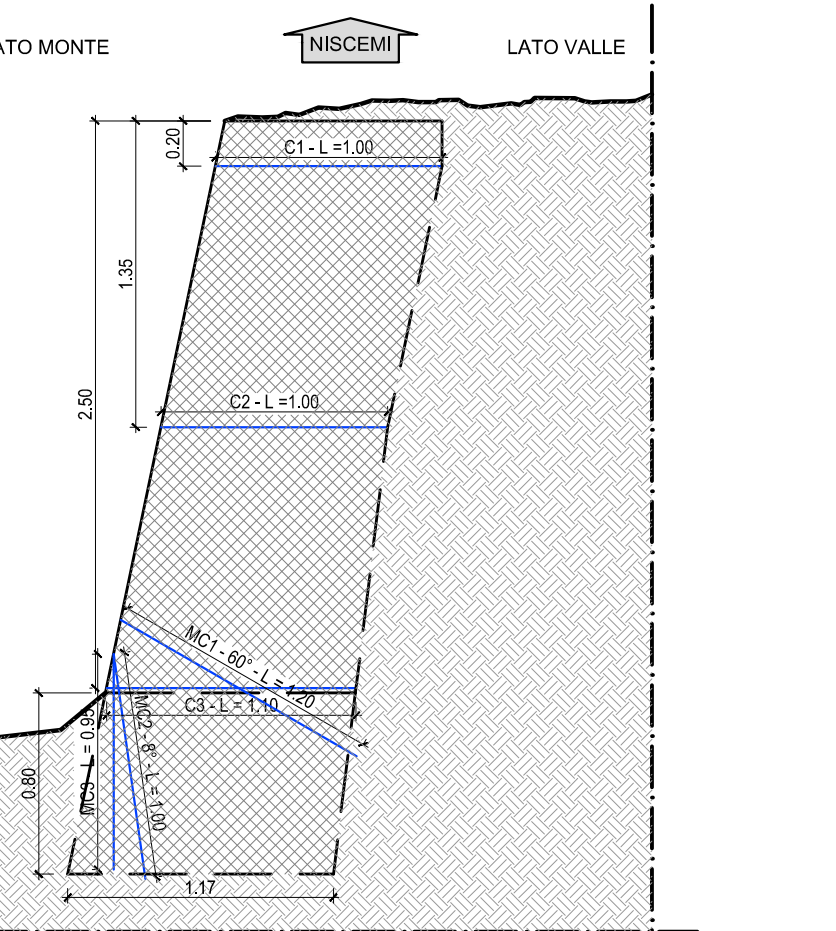 ATO MONTE
NISCEMI
LATO VALLE
0.20
C1 - L =1.00
1.35
2.50
C2 - L =1.00
MC1 - 60° - L = 1.20
C3 - L = 1.10
MC2 - 8° - L = 1.00
MC3 - L = 0.95
0.80
1.17